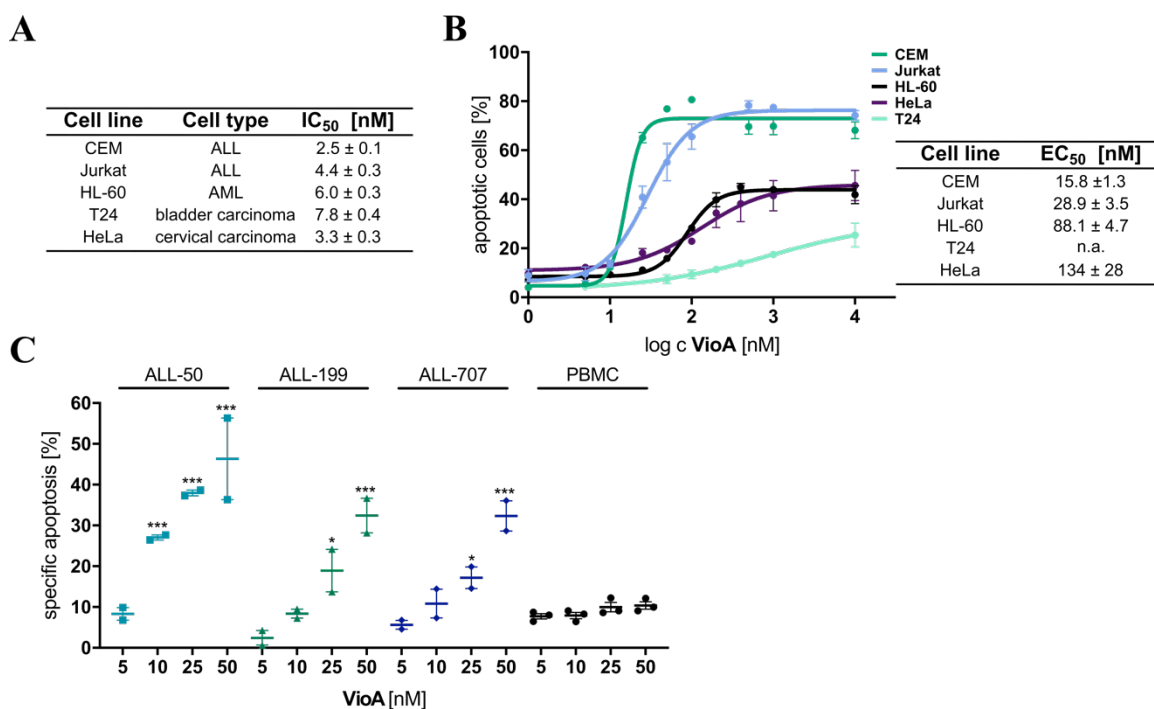 A
Cell line Cell type IC50 [nM]
CEM ALL 2.5 ± 0.1
Jurkat ALL 4.4 ± 0.3
HL-60 AML 6.0 ± 0.3
T24 bladder carcinoma 7.8 ± 0.4
HeLa cervical carcinoma 3.3 ± 0.3
B
100
80
60
40
20
0
apoptotic cells [%]
0 1 2 3 4
log c VioA [nM]
CEM
Jurkat
HL-60
HeLa
T24
Cell line EC50 [nM]
CEM 15.8 ±1.3
Jurkat 28.9 ± 3.5
HL-60 88.1 ± 4.7
T24 n.a.
HeLa 134 ± 28
C
ALL-50 ALL-199 ALL-707 PBMC
60
50
40
30
20
10
0
specific apoptosis [%]
*** *** ***
* ***
* ***
5 10 25 50 5 10 25 50 5 10 25 50 5 10 25 50
VioA [nM]